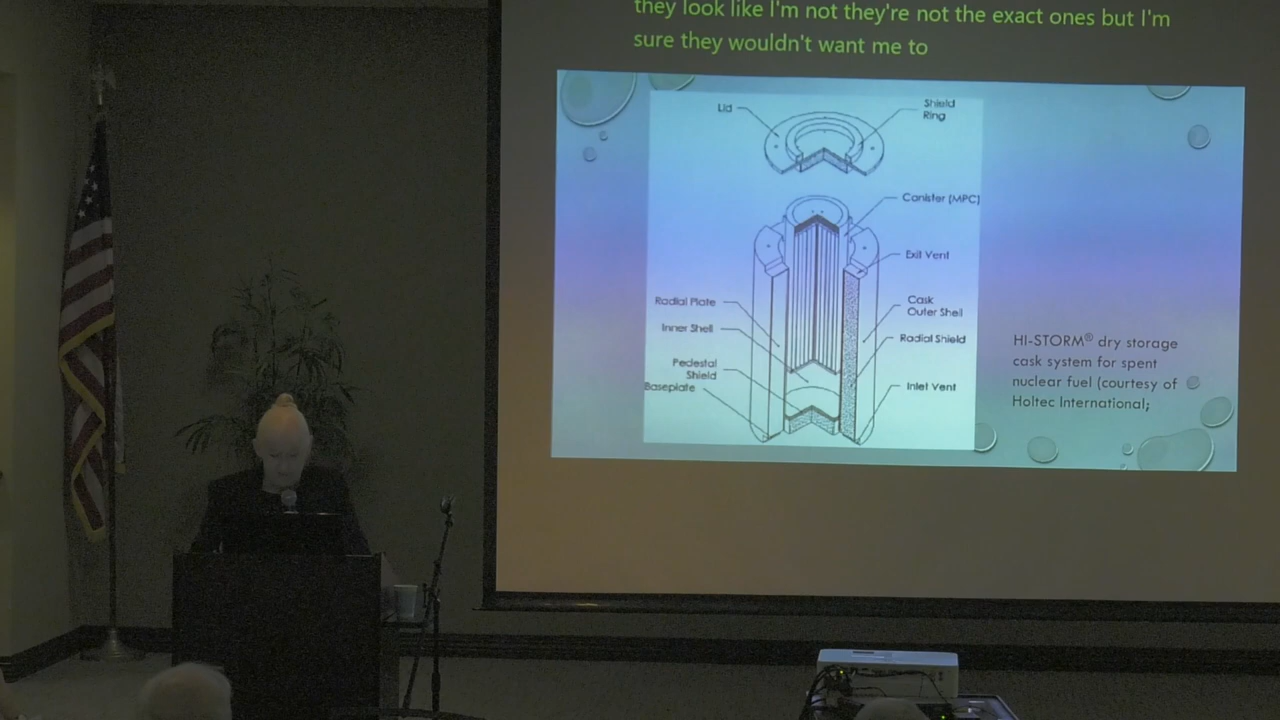 they look like I'm not they're not the exact ones but I'm
sure they wouldn't want me to
Lid
Shield
Ring
Canister (MPC)
Exit Vent
Radial Plate
Cask
Outer Shell
Inner Shell
Radial Shield
Pedestal
Shield
Baseplate
Inlet Vent
HI-STORM® dry storage
cask system for spent
nuclear fuel (courtesy of
Holtec International;